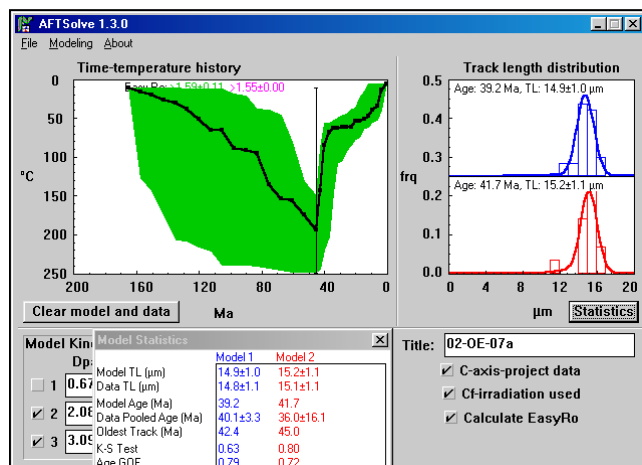 AFTSolve 1.3.0
File Modeling About
Time-temperature history
>1.59±0.11 >1.55±0.00
0
50
100
150
200
250
°C
200 160 120 80 40 0
Ma
Clear model and data
Track length distribution
Age: 39.2 Ma, TL: 14.9±1.0 µm
Age: 41.7 Ma, TL: 15.2±1.1 µm
0.5
0.4
0.3
frq
0.2
0.1
0.0
0 4 8 12 16 20
µm
Statistics
Model Kin
Dpa
1 0.67
2 2.08
3 3.09
Model Statistics
Model 1 Model 2
Model TL (µm) 14.9±1.0 15.2±1.1
Data TL (µm) 14.8±1.1 15.1±1.1
Model Age (Ma) 39.2 41.7
Data Pooled Age (Ma) 40.1±3.3 36.0±16.1
Oldest Track (Ma) 42.4 45.0
K-S Test 0.63 0.80
Age GOF 0.79 0.72
Title: 02-OE-07a
C-axis-project data
Cf-irradiation used
Calculate EasyRo